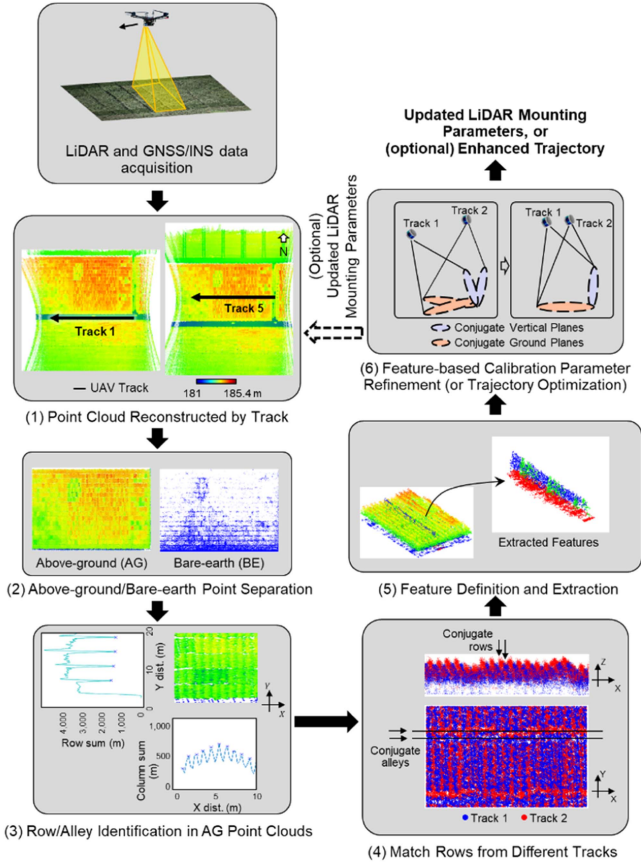 LiDAR and GNSS/INS data
acquisition
N
Track 1
Track 5
UAV Track
181
185.4 m
(1) Point Cloud Reconstructed by Track
Above-ground (AG)
Bare-earth (BE)
(2) Above-ground/Bare-earth Point Separation
4,000
3,000
2,000
1,000
0
Row sum (m)
0
10
20
Y dist. (m)
Y
X
1,000
500
0
Column sum
(m)
0
5
10
X dist. (m)
(3) Row/Alley Identification in AG Point Clouds
Conjugate
rows
Z
X
Conjugate
alleys
Y
X
Track 1
Track 2
(4) Match Rows from Different Tracks
Extracted Features
(5) Feature Definition and Extraction
Track 1
Track 2
Track 1
Track 2
Conjugate Vertical Planes
Conjugate Ground Planes
(6) Feature-based Calibration Parameter
Refinement (or Trajectory Optimization)
(Optional)
Updated LiDAR
Mounting Parameters
Updated LiDAR Mounting
Parameters, or
(optional) Enhanced Trajectory